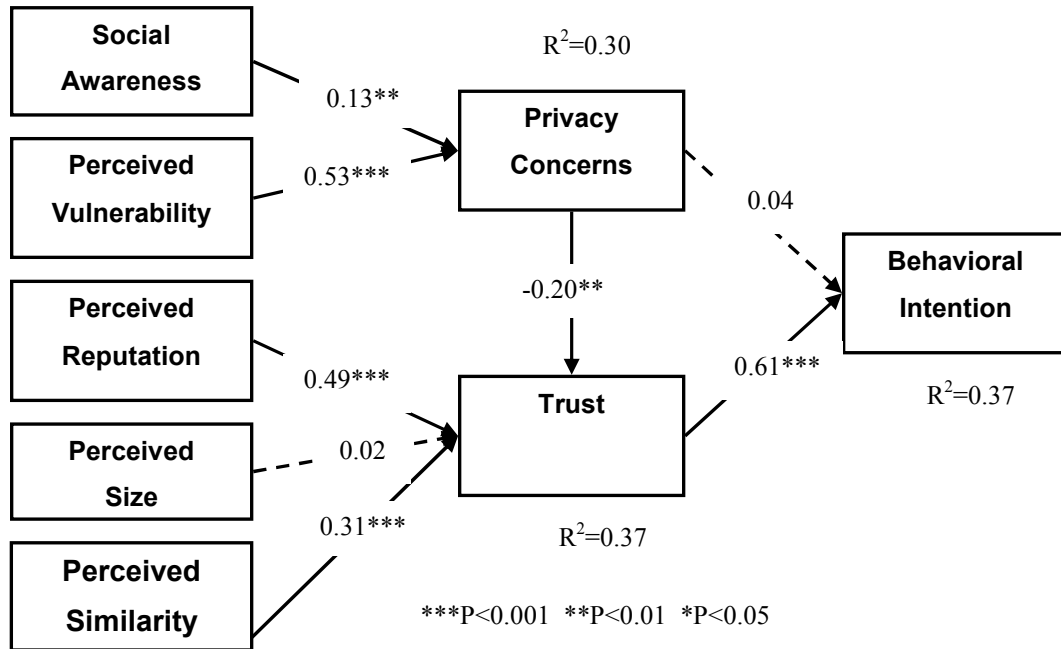 Social
Awareness
R²=0.30
0.13**
Privacy
Concerns
Perceived
Vulnerability
0.53***
0.04
Behavioral
Intention
-0.20**
Perceived
Reputation
0.49***
0.61***
Trust
R²=0.37
Perceived
Size
0.02
0.31***
R²=0.37
Perceived
Similarity
***P<0.001 **P<0.01 *P<0.05